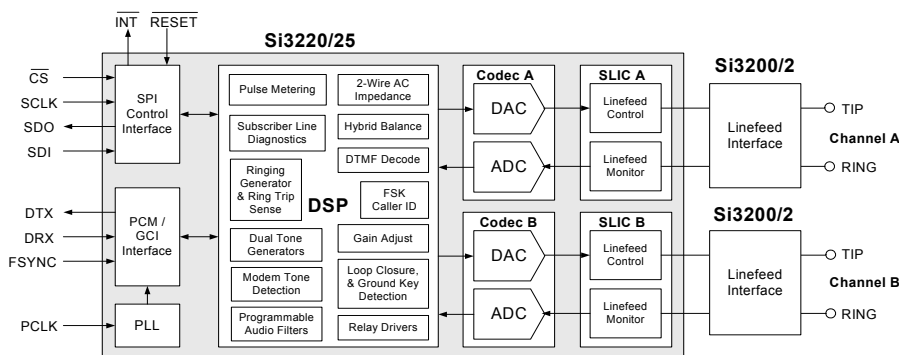 INT
RESET
Si3220/25
CS
SCLK
SDO
SDI
SPI
Control
Interface
DTX
DRX
FSYNC
PCM /
GCI
Interface
PCLK
PLL
DSP
Pulse Metering
Subscriber Line
Diagnostics
Ringing
Generator
& Ring Trip
Sense
Dual Tone
Generators
Modem Tone
Detection
Programmable
Audio Filters
2-Wire AC
Impedance
Hybrid Balance
DTMF Decode
FSK
Caller ID
Gain Adjust
Loop Closure,
& Ground Key
Detection
Relay Drivers
Codec A
DAC
ADC
SLIC A
Linefeed
Control
Linefeed
Monitor
Si3200/2
Linefeed
Interface
TIP
Channel A
RING
Codec B
DAC
ADC
SLIC B
Linefeed
Control
Linefeed
Monitor
Si3200/2
Linefeed
Interface
TIP
Channel B
RING